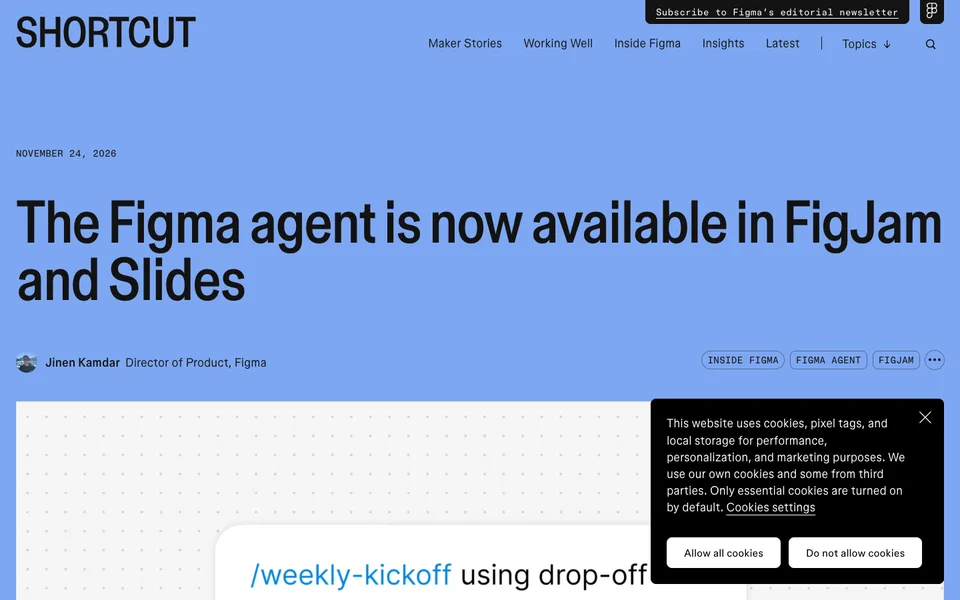 Subscribe to Figma's editorial newsletter
SHORTCUT
Maker Stories
Working Well
Inside Figma
Insights
Latest
Topics ↓
NOVEMBER 24, 2026
The Figma agent is now available in FigJam
and Slides
Jinen Kamdar Director of Product, Figma
INSIDE FIGMA
FIGMA AGENT
FIGJAM
This website uses cookies, pixel tags, and
local storage for performance,
personalization, and marketing purposes. We
use our own cookies and some from third
parties. Only essential cookies are turned on
by default. Cookies settings
Allow all cookies
Do not allow cookies
/weekly-kickoff using drop-off